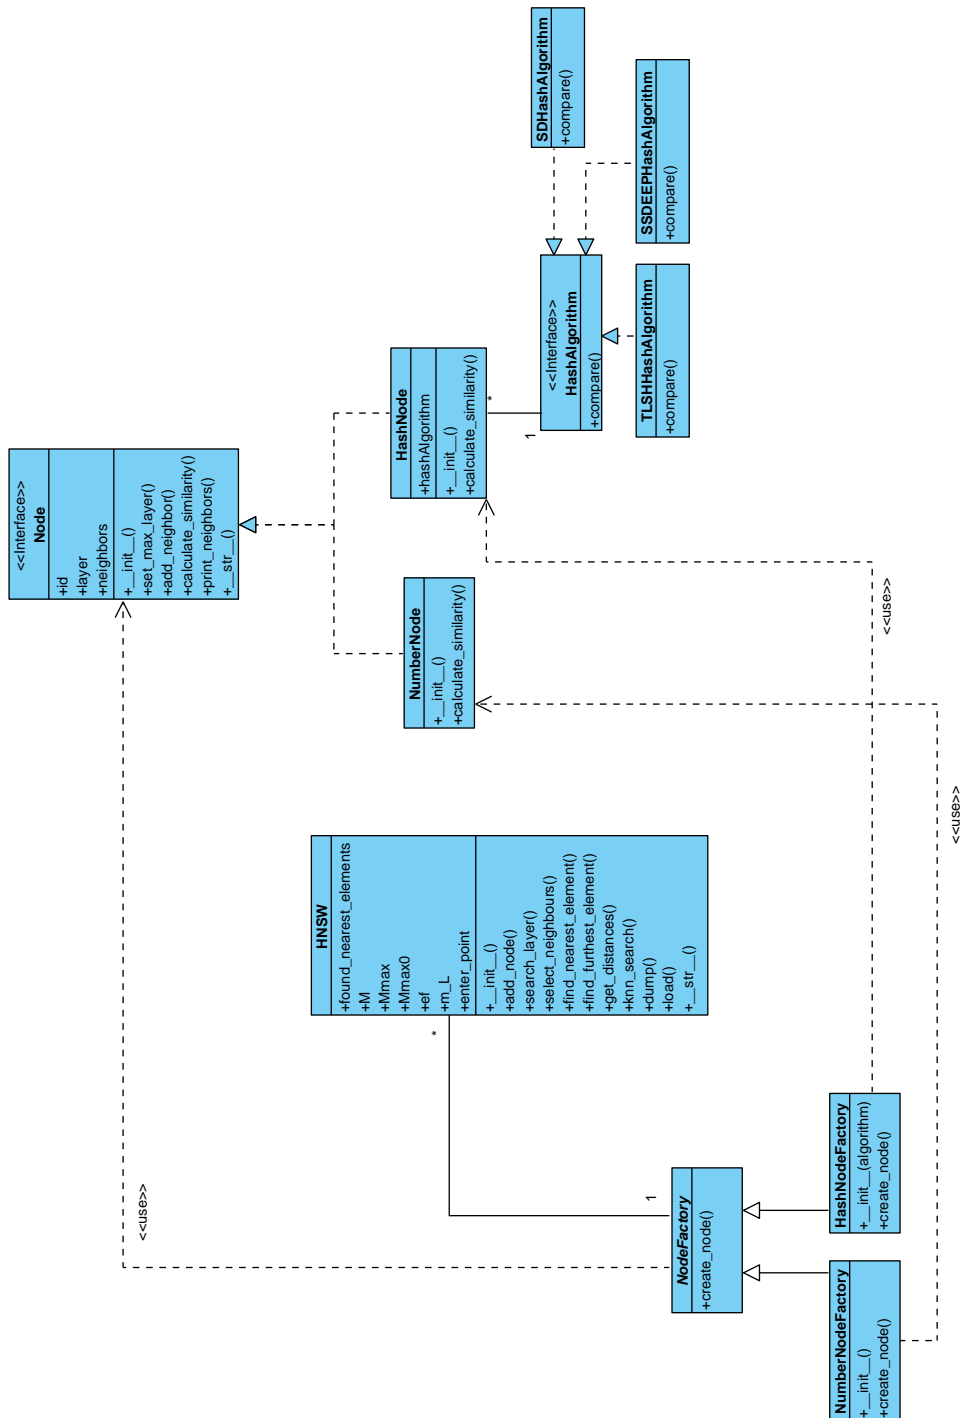 <<Interface>>
Node
+id
+layer
+neighbors
+__init__()
+set_max_layer()
+add_neighbor()
+calculate_similarity()
+print_neighbors()
+__str__()
<<use>>
HNSW
+found_nearest_elements
+M
+Mmax
+Mmax0
+ef
+m_L
+enter_point
+__init__()
+add_node()
+search_layer()
+select_neighbours()
+find_nearest_element()
+find_furthest_element()
+get_distances()
+knn_search()
+dump()
+load()
+__str__()
NumberNode
+__init__()
+calculate_similarity()
HashNode
+hashAlgorithm
+__init__()
+calculate_similarity()
*
1
<<Interface>>
HashAlgorithm
+compare()
SDHashAlgorithm
+compare()
TLSHHashAlgorithm
+compare()
SSDEEPHashAlgorithm
+compare()
*
1
NodeFactory
+create_node()
NumberNodeFactory
+__init__()
+create_node()
HashNodeFactory
+__init__(algorithm)
+create_node()
<<use>>
<<use>>